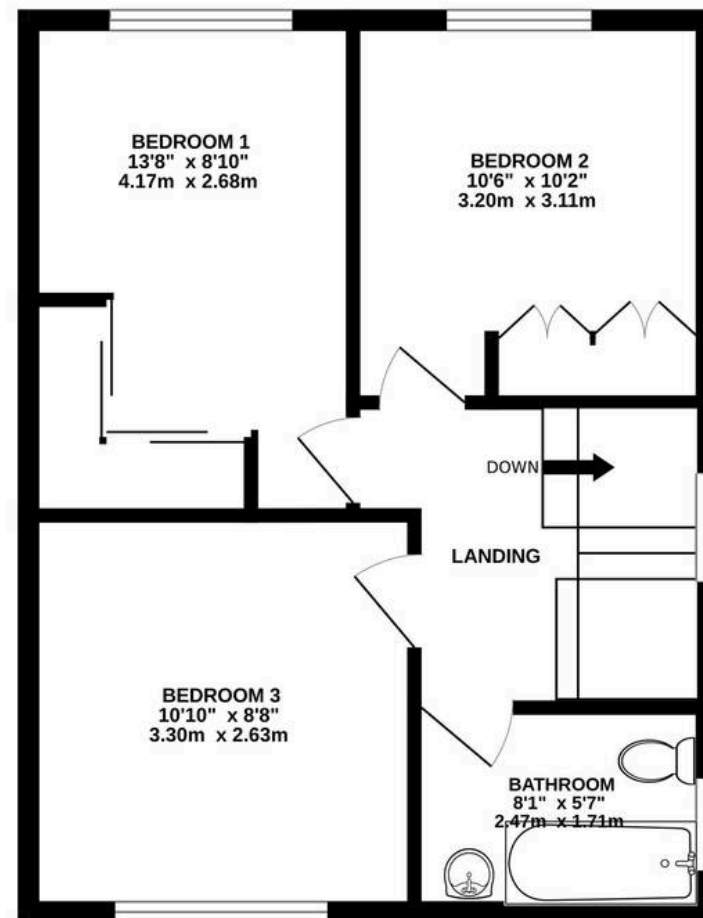 BEDROOM 1
13'8" x 8'10"
4.17m x 2.68m
BEDROOM 2
10'6" x 10'2"
3.20m x 3.11m
DOWN
LANDING
BEDROOM 3
10'10" x 8'8"
3.30m x 2.63m
BATHROOM
8'1" x 5'7"
2.47m x 1.71m